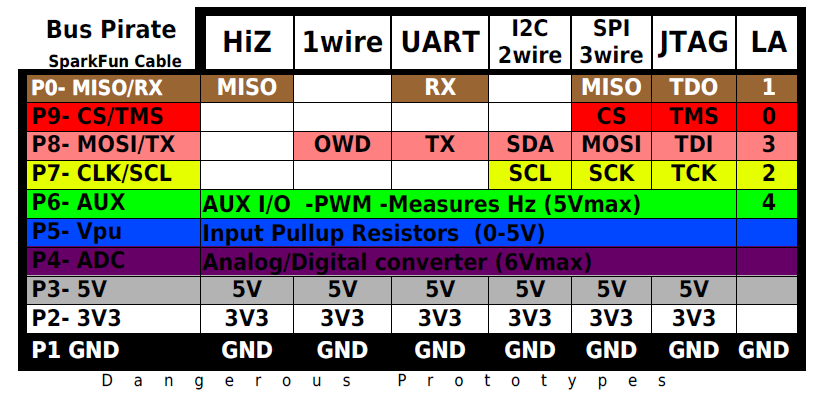 Bus Pirate HiZ 1wire UART I2C 2wire SPI 3wire JTAG LA
SparkFun Cable
P0- MISO/RX MISO RX MISO TDO 1
P9- CS/TMS CS TMS 0
P8- MOSI/TX OWD TX SDA MOSI TDI 3
P7- CLK/SCL SCL SCK TCK 2
P6- AUX AUX I/O -PWM -Measures Hz (5Vmax) 4
P5- Vpu Input Pullup Resistors (0-5V)
P4- ADC Analog/Digital converter (6Vmax)
P3- 5V 5V 5V 5V 5V 5V 5V
P2- 3V3 3V3 3V3 3V3 3V3 3V3 3V3
P1 GND GND GND GND GND GND GND GND
Dangerous Prototypes